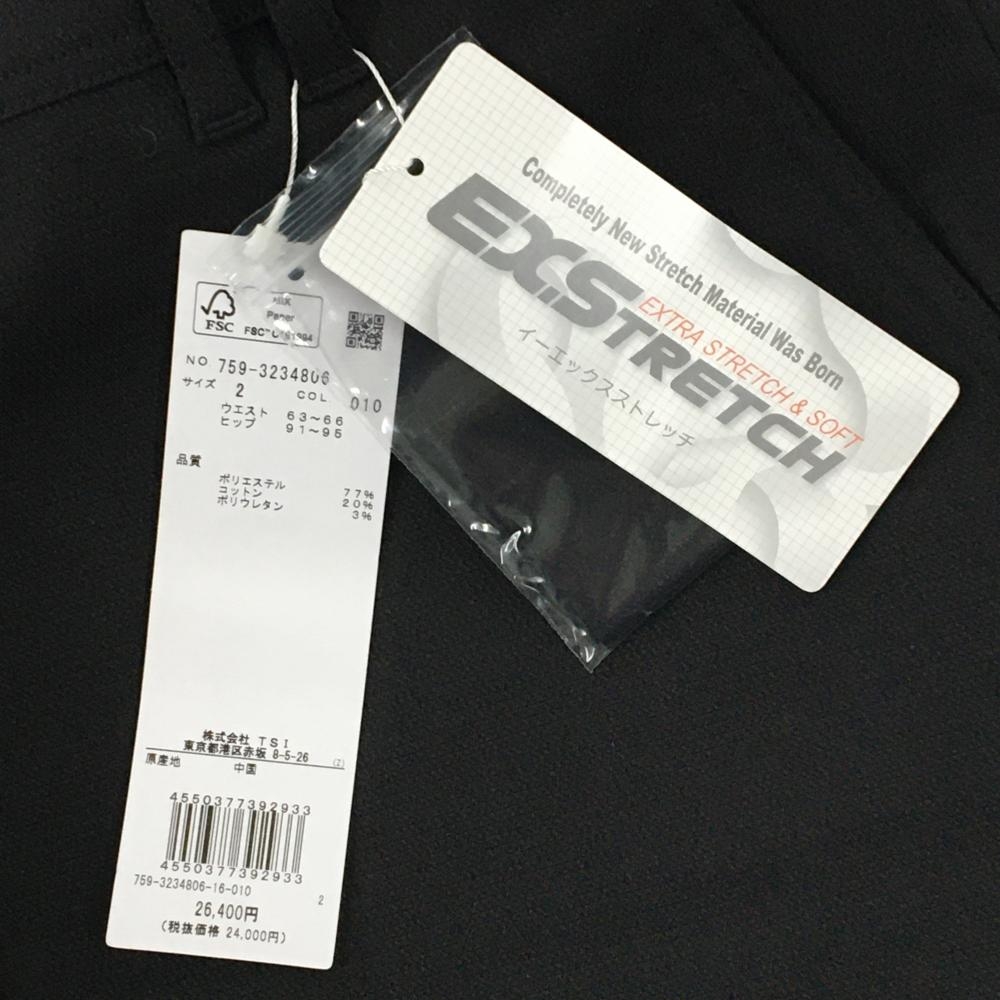 Completely New Stretch Material Was Born
EXSTRETCH
EXTRA STRETCH & SOFT
イーエックスストレッチ
MIX
Paper
FSC
FSC™ C191984
NO 759-3234806
サイズ 2 COL 010
ウエスト 63〜66
ヒップ 91〜95
品質
ポリエステル 77%
コットン 20%
ポリウレタン 3%
株式会社 TSI
東京都港区赤坂 8-5-26 (Z)
原産地 中国
4550377392933
4550377392933
759-3234806-16-010
2
26,400円
(税抜価格 24,000円)